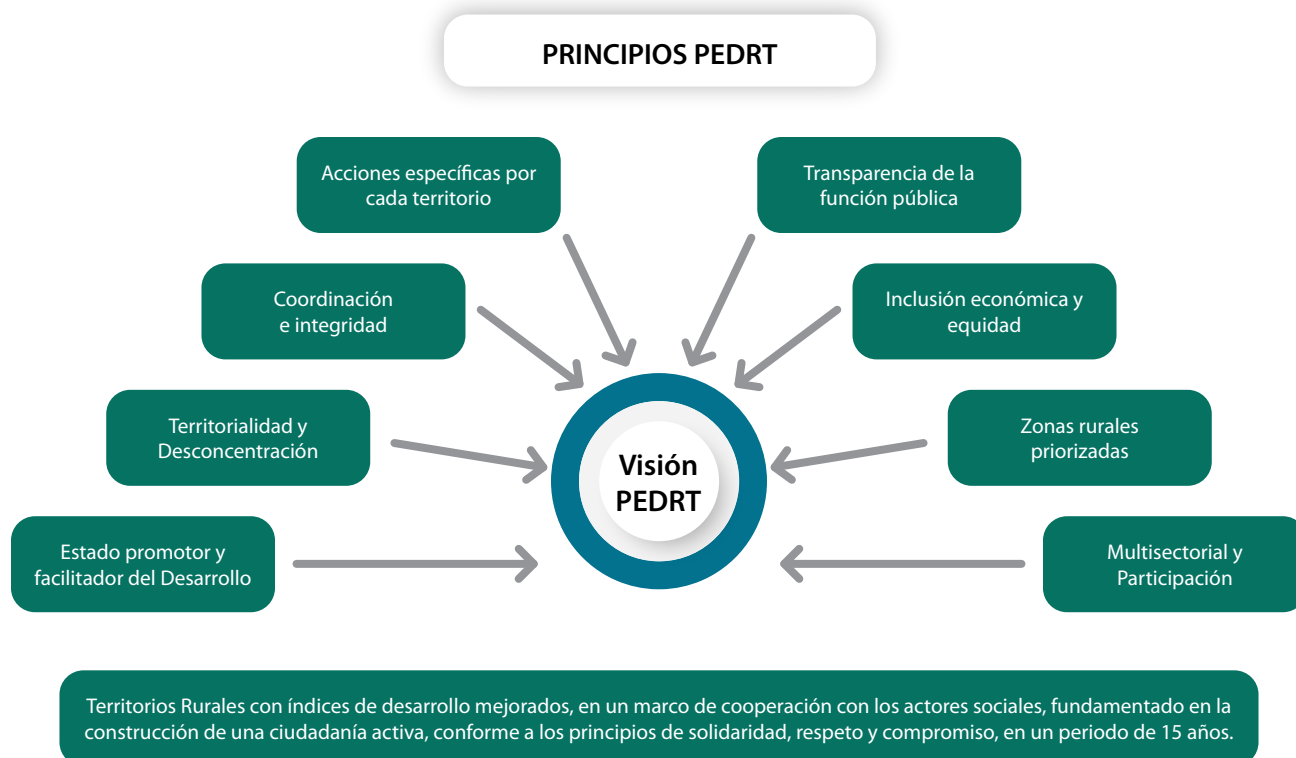 PRINCIPIOS PEDRT
Acciones específicas por
cada territorio
Transparencia de la
función pública
Coordinación
e integridad
Inclusión económica y
equidad
Territorialidad y
Desconcentración
Visión
PEDRT
Zonas rurales
priorizadas
Estado promotor y
facilitador del Desarrollo
Multisectorial y
Participación
Territorios Rurales con índices de desarrollo mejorados, en un marco de cooperación con los actores sociales, fundamentado en la
construcción de una ciudadanía activa, conforme a los principios de solidaridad, respeto y compromiso, en un periodo de 15 años.